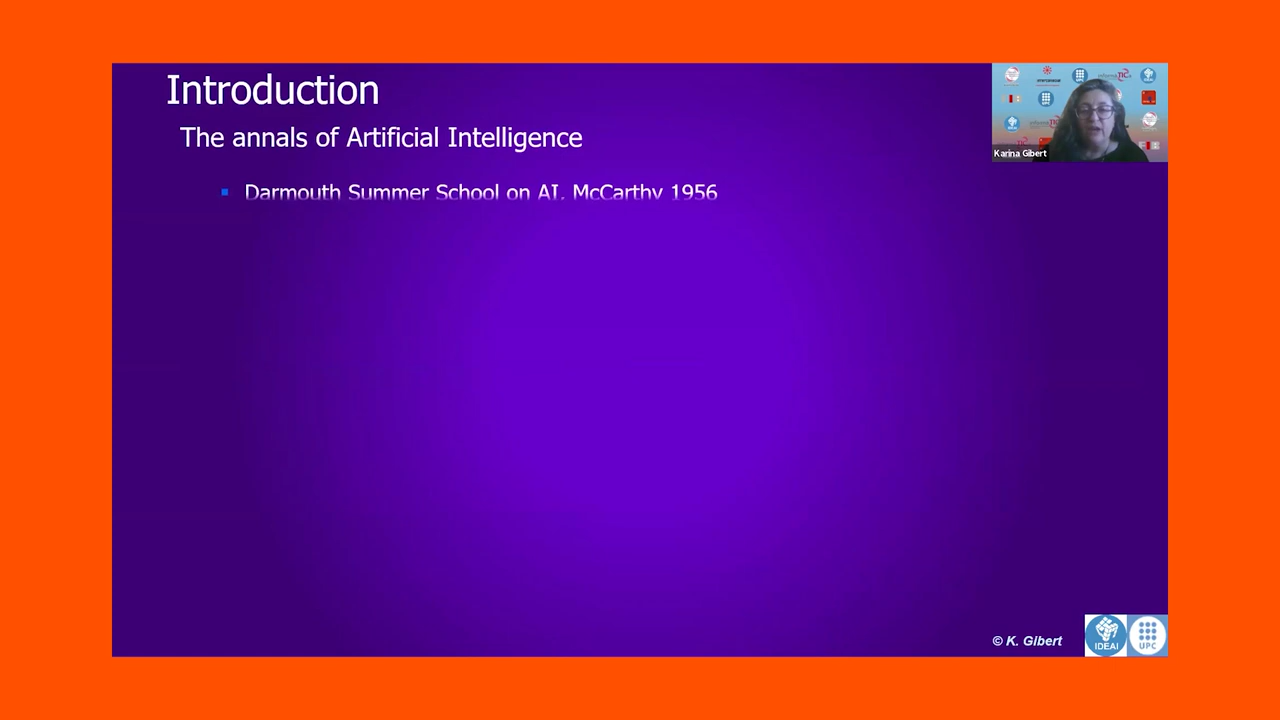 Introduction
The annals of Artificial Intelligence
Darmouth Summer School on AI. McCarthy 1956
Karina Gibert
© K. Gibert
IDEAI
UPC